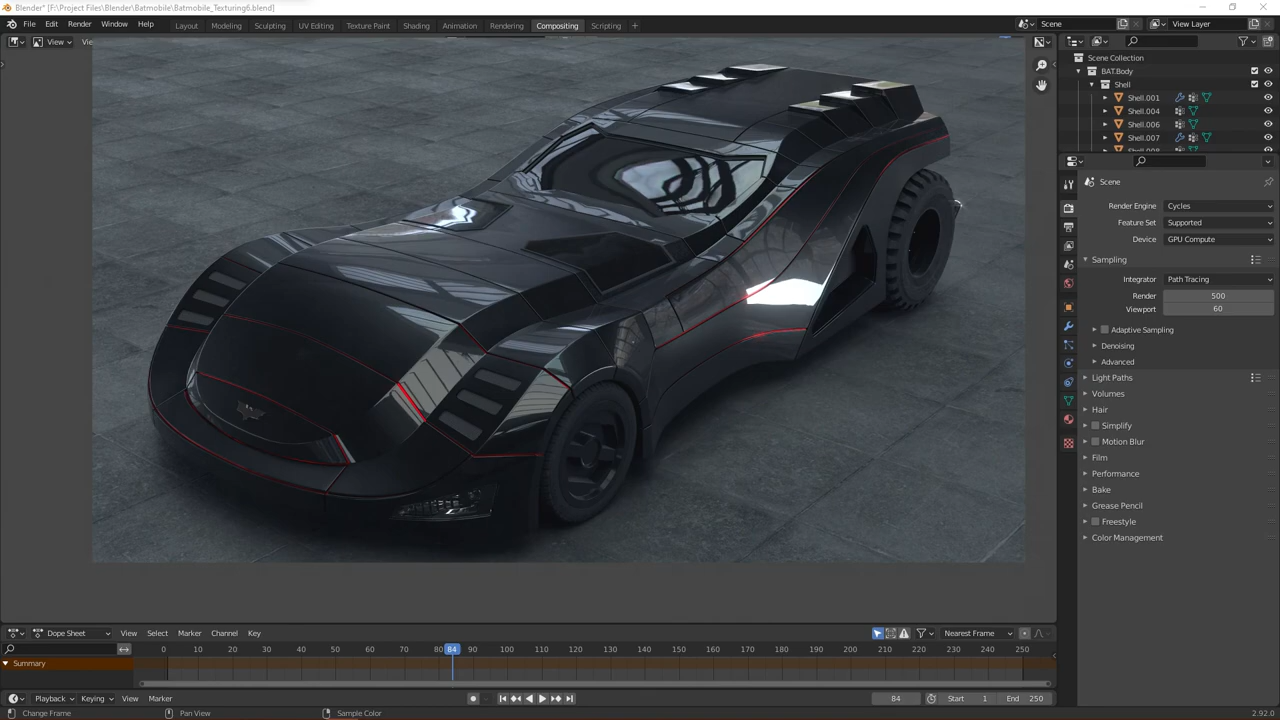 Blender* [F:\Project Files\Blender\Batmobile\Batmobile_Texturing6.blend]
File Edit Render Window Help
Layout Modeling Sculpting UV Editing Texture Paint Shading Animation Rendering Compositing Scripting +
Scene
View Layer
View
Vie
Scene Collection
BAT.Body
Shell
Shell.001
Shell.004
Shell.006
Shell.007
Scene
Render Engine Cycles
Feature Set Supported
Device GPU Compute
Sampling
Integrator Path Tracing
Render 500
Viewport 60
Adaptive Sampling
Denoising
Advanced
Light Paths
Volumes
Hair
Simplify
Motion Blur
Film
Performance
Bake
Grease Pencil
Freestyle
Color Management
Dope Sheet View Select Marker Channel Key
Nearest Frame
0 10 20 30 40 50 60 70 80 84 90 100 110 120 130 140 150 160 170 180 190 200 210 220 230 240 250
Summary
Playback Keying View Marker
84 Start 1 End 250
Change Frame Pan View Sample Color
2.92.0